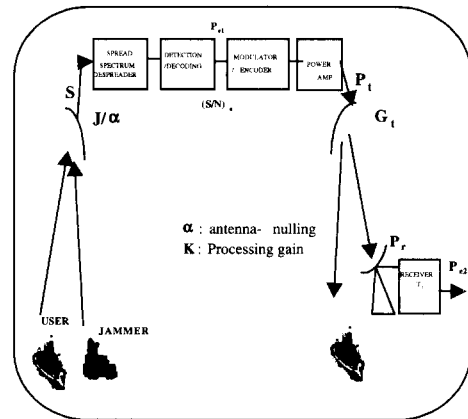 P e1
SPREAD SPECTRUM DESPREADER
DETECTION /DECODING
MODULATOR / ENCODER
POWER AMP
S
J/α
(S/N)
P t
G t
α : antenna- nulling
K : Processing gain
P r
RECEIVER T
P e2
USER
JAMMER